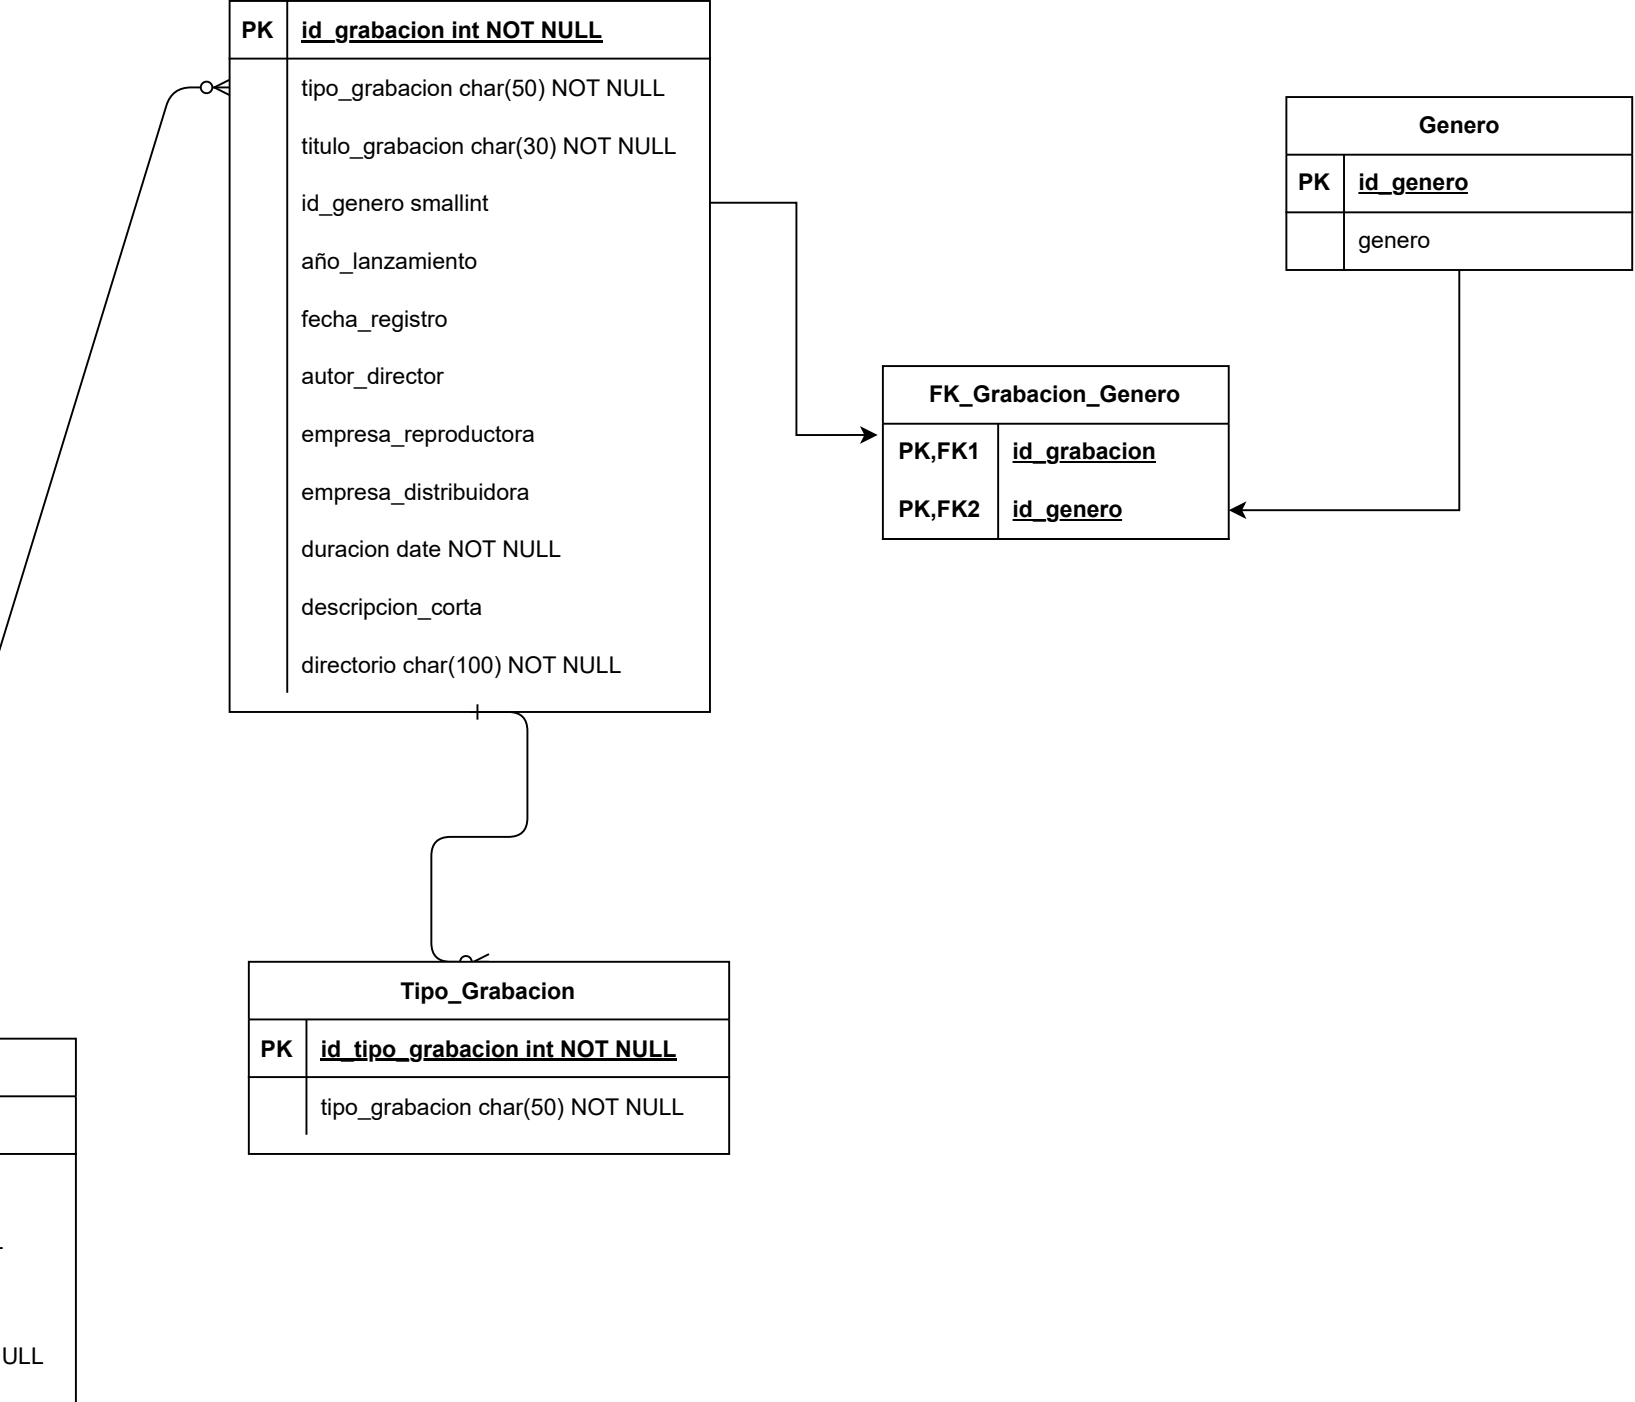 PK id_grabacion int NOT NULL
tipo_grabacion char(50) NOT NULL
titulo_grabacion char(30) NOT NULL
id_genero smallint
año_lanzamiento
fecha_registro
autor_director
empresa_reproductora
empresa_distribuidora
duracion date NOT NULL
descripcion_corta
directorio char(100) NOT NULL
Genero
PK id_genero
genero
FK_Grabacion_Genero
PK,FK1 id_grabacion
PK,FK2 id_genero
Tipo_Grabacion
PK id_tipo_grabacion int NOT NULL
tipo_grabacion char(50) NOT NULL
ULL